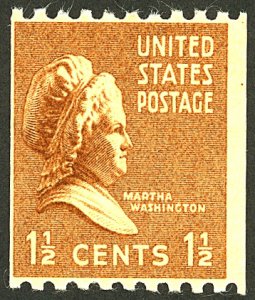 UNITED
STATES
POSTAGE
MARTHA
WASHINGTON
1½ CENTS 1½